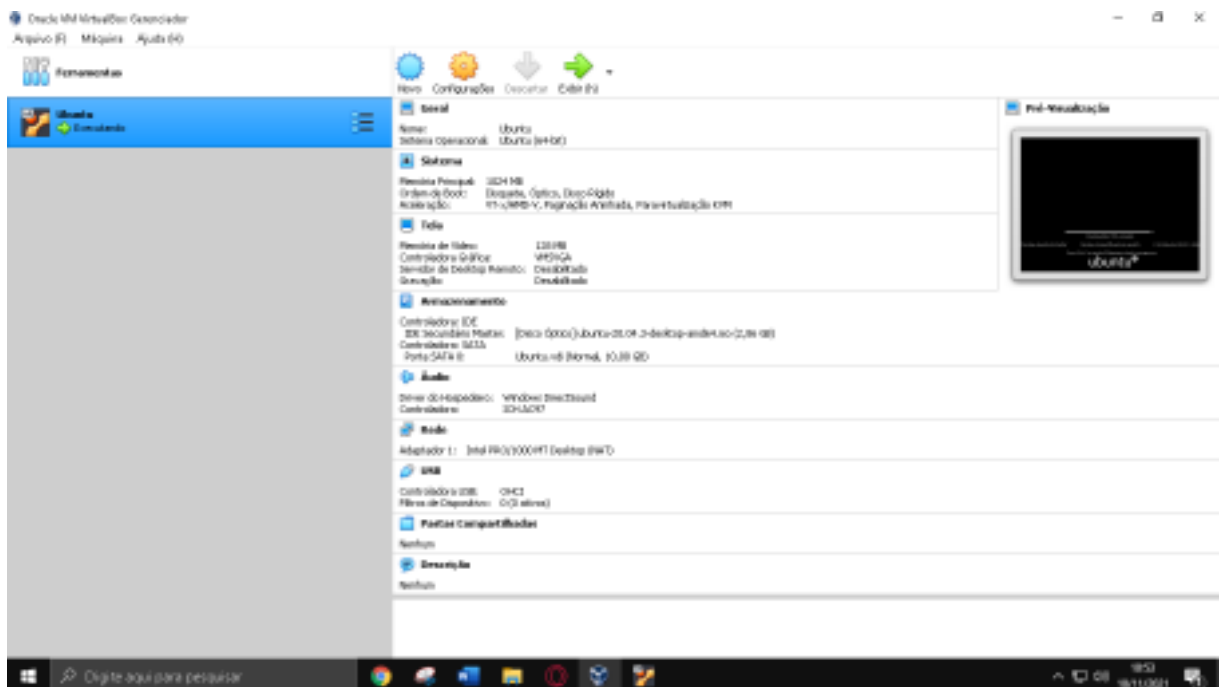 Oracle VM VirtualBox Gerenciador
Arquivo (F) Máquina Ajuda (H)
Ferramentas
Novo Configurações Descartar Exibir (h)
Ubuntu
Executando
Geral
Nome: Ubuntu
Sistema Operacional: Ubuntu (64-bit)
Sistema
Memória Principal: 1024 MB
Ordem de Boot: Disquete, Óptico, Disco Rígido
Aceleração: VT-x/AMD-V, Paginação Aninhada, Paravirtualização KVM
Tela
Memória de Vídeo: 128 MB
Controladora Gráfica: VMSVGA
Servidor de Desktop Remoto: Desabilitado
Gravação: Desabilitado
Armazenamento
Controladora: IDE
IDE Secundário Master: [Disco Óptico] ubuntu-20.04.3-desktop-amd64.iso (2,86 GB)
Controladora: SATA
Porta SATA 0: Ubuntu.vdi (Normal, 10,00 GB)
Áudio
Driver do Hospedeiro: Windows DirectSound
Controladora: ICH AC97
Rede
Adaptador 1: Intel PRO/1000 MT Desktop (NAT)
USB
Controladora USB: OHCI
Filtros de Dispositivo: 0 (0 ativos)
Pastas Compartilhadas
Nenhum
Descrição
Nenhum
Pré-Visualização
ubuntu
Digite aqui para pesquisar
18:53
18/11/2021